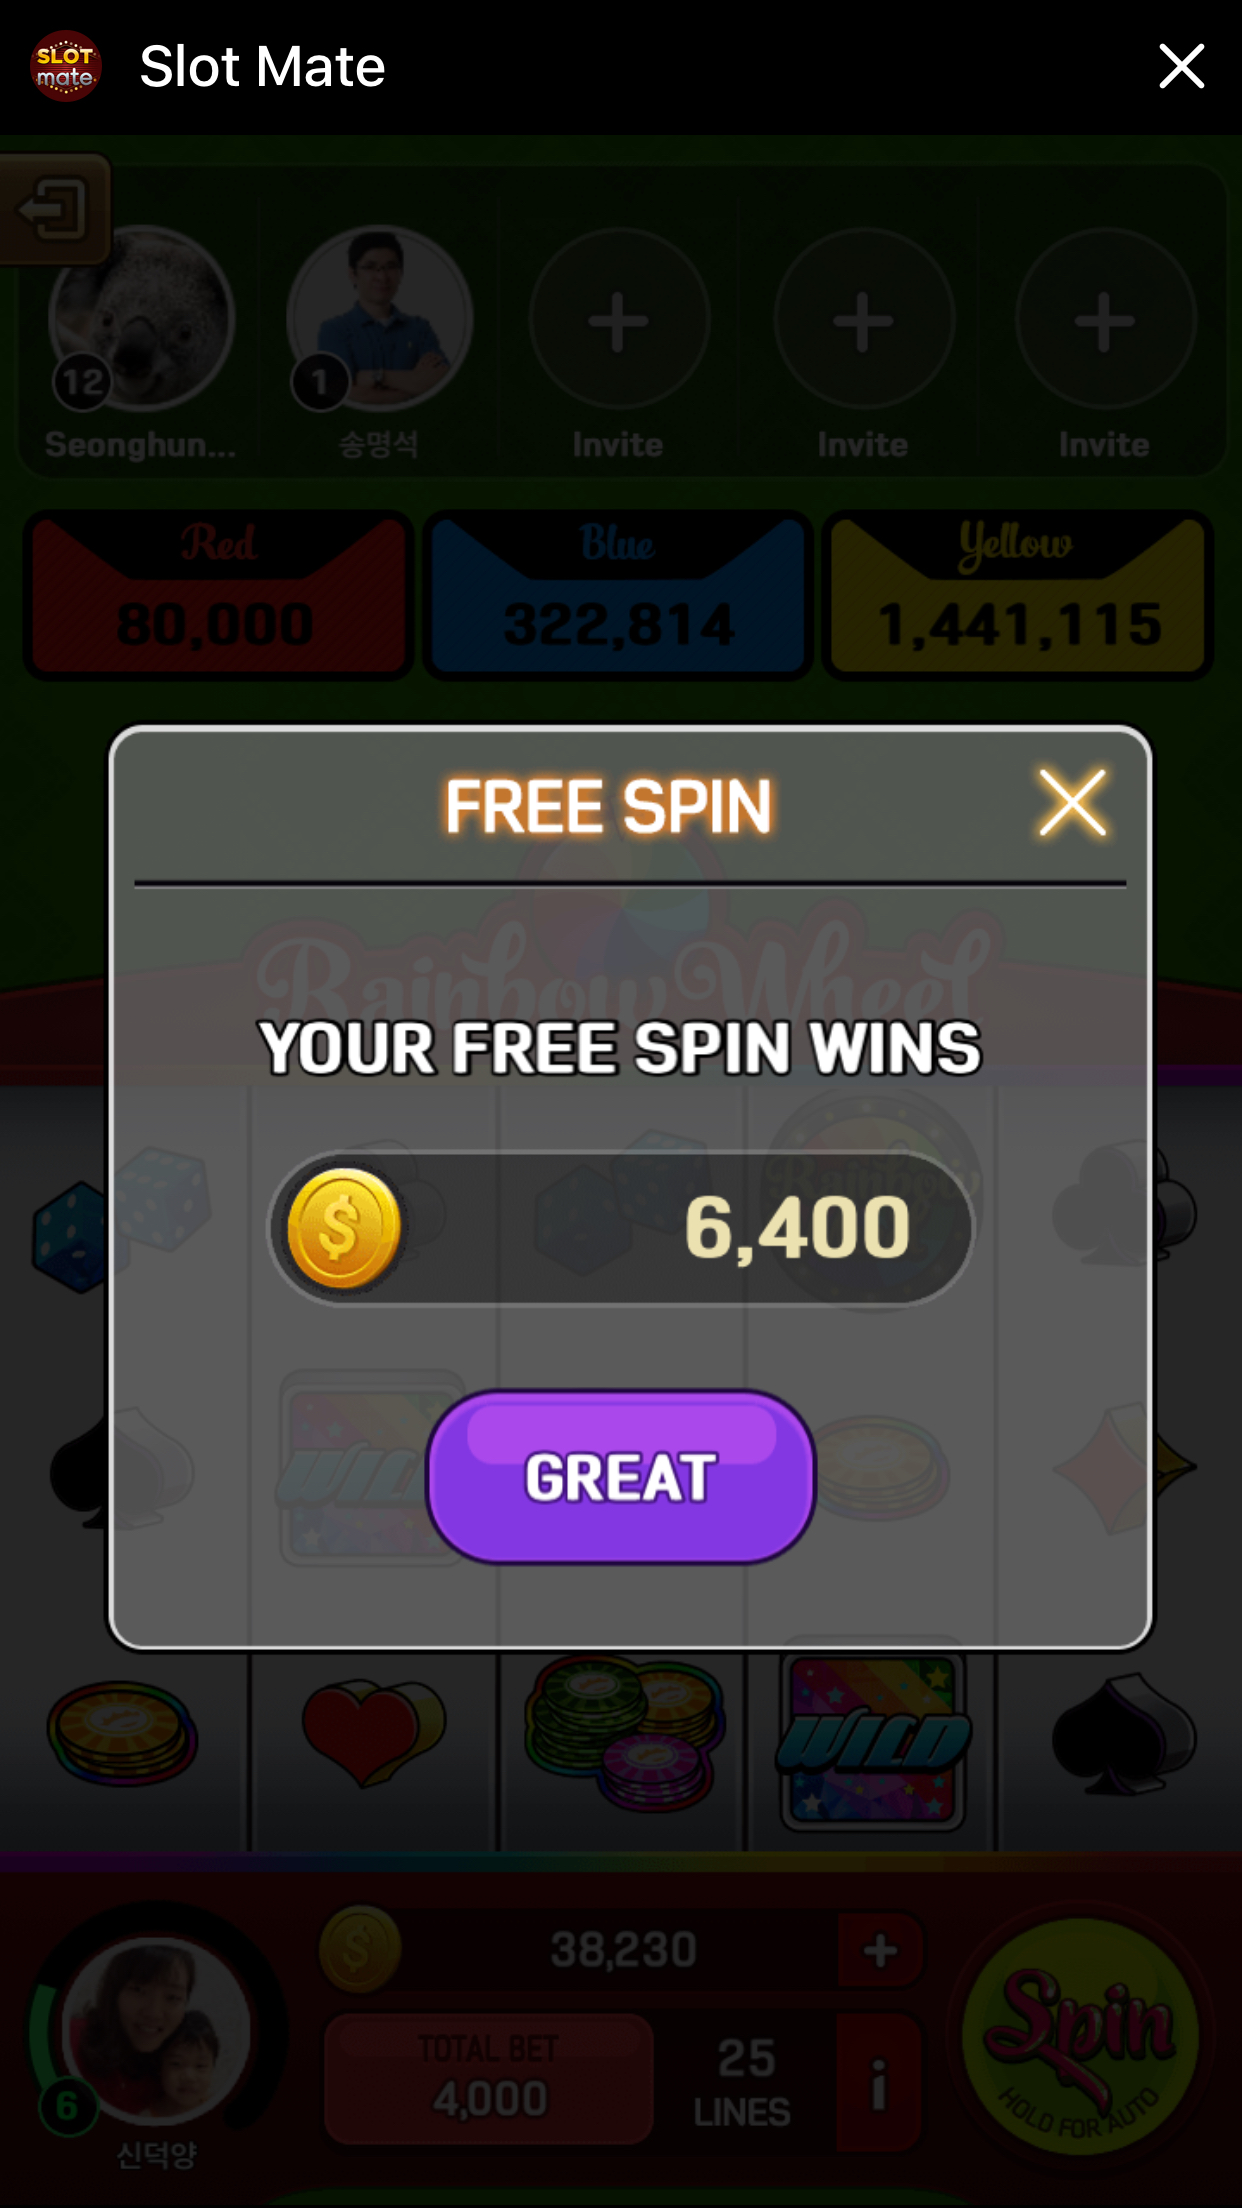 SLOT
mate
Slot Mate
12
1
Seonghun...
송명석
Invite
Invite
Invite
Red
Blue
Yellow
80,000
322,814
1,441,115
FREE SPIN
Rainbow Wheel
YOUR FREE SPIN WINS
Rainbow
$
6,400
WILD
GREAT
WILD
$
38,230
TOTAL BET
4,000
25
LINES
i
Spin
HOLD FOR AUTO
6
신덕양